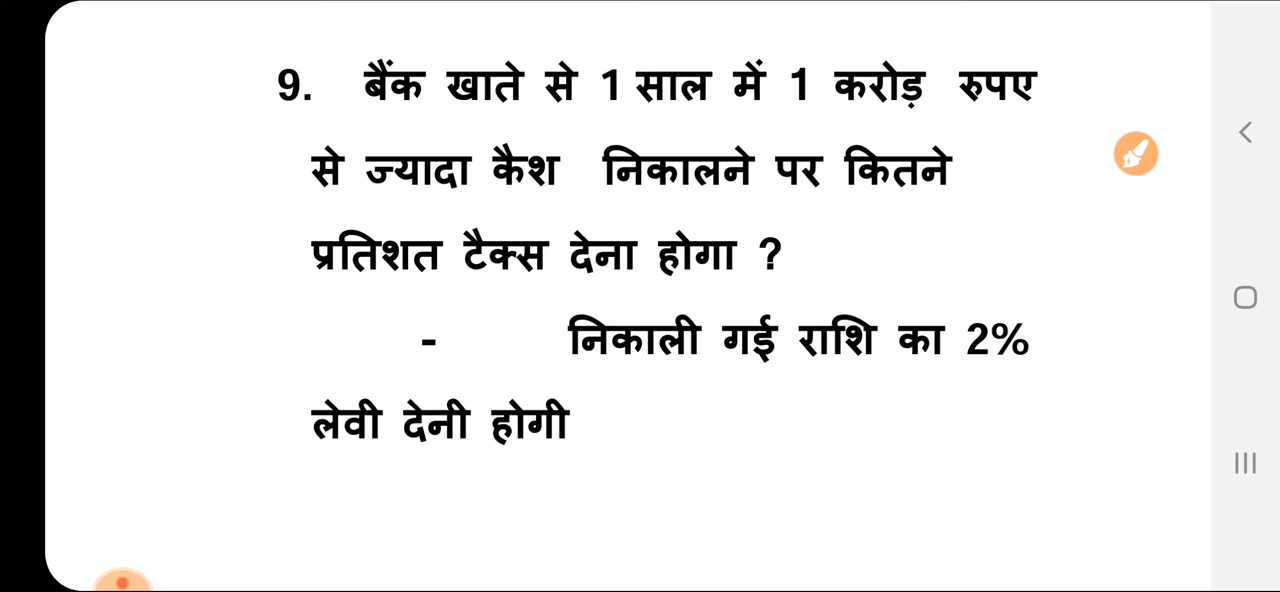 9. बैंक खाते से 1 साल में 1 करोड़ रुपए
से ज्यादा कैश निकालने पर कितने
प्रतिशत टैक्स देना होगा ?
- निकाली गई राशि का 2%
लेवी देनी होगी